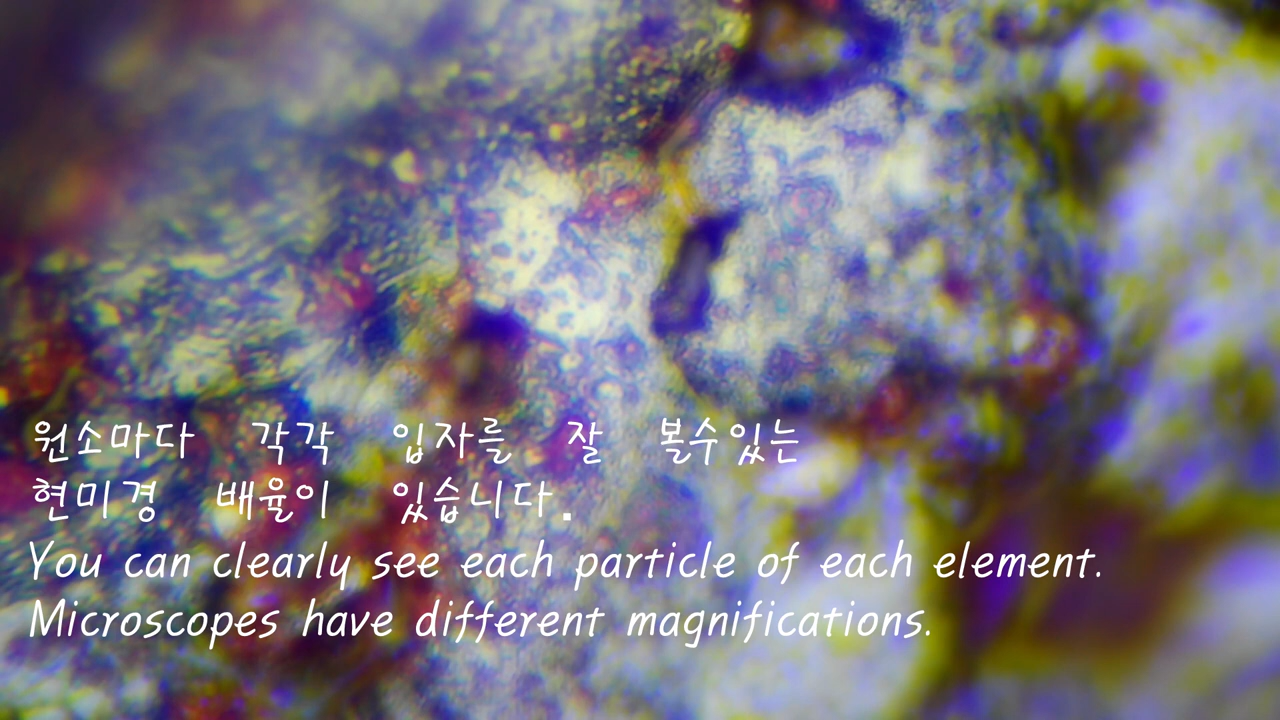 원소마다 각각 입자를 잘 볼수있는
현미경 배율이 있습니다.
You can clearly see each particle of each element.
Microscopes have different magnifications.